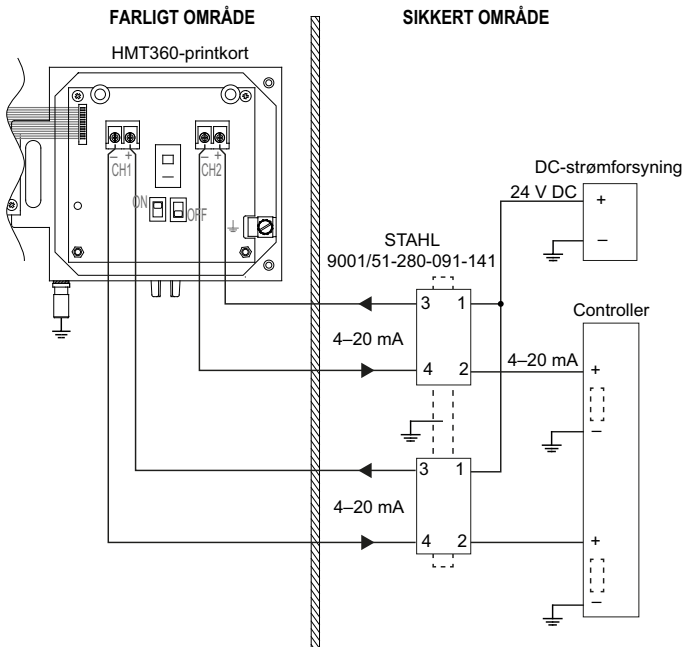 FARLIGT OMRÅDE
SIKKERT OMRÅDE
HMT360-printkort
– +
CH1
– +
CH2
ON
OFF
DC-strømforsyning
24 V DC
+
–
STAHL
9001/51-280-091-141
Controller
3 1
4–20 mA
4 2
4–20 mA
+
–
3 1
4–20 mA
4 2
+
–